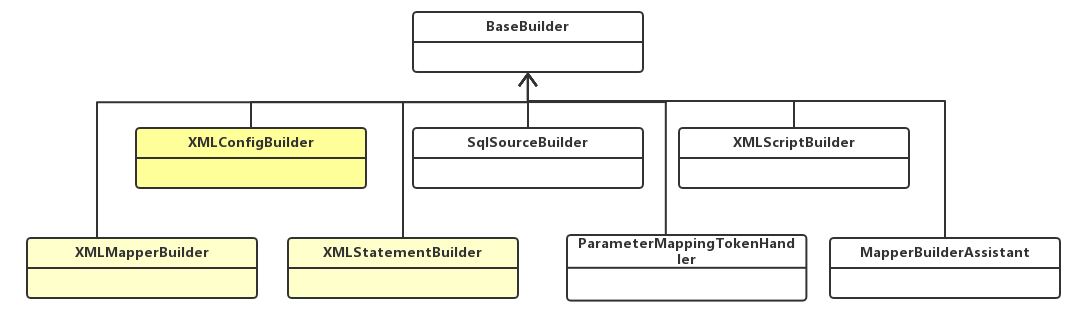 BaseBuilder
XMLConfigBuilder
SqlSourceBuilder
XMLScriptBuilder
XMLMapperBuilder
XMLStatementBuilder
ParameterMappingTokenHand
ler
MapperBuilderAssistant